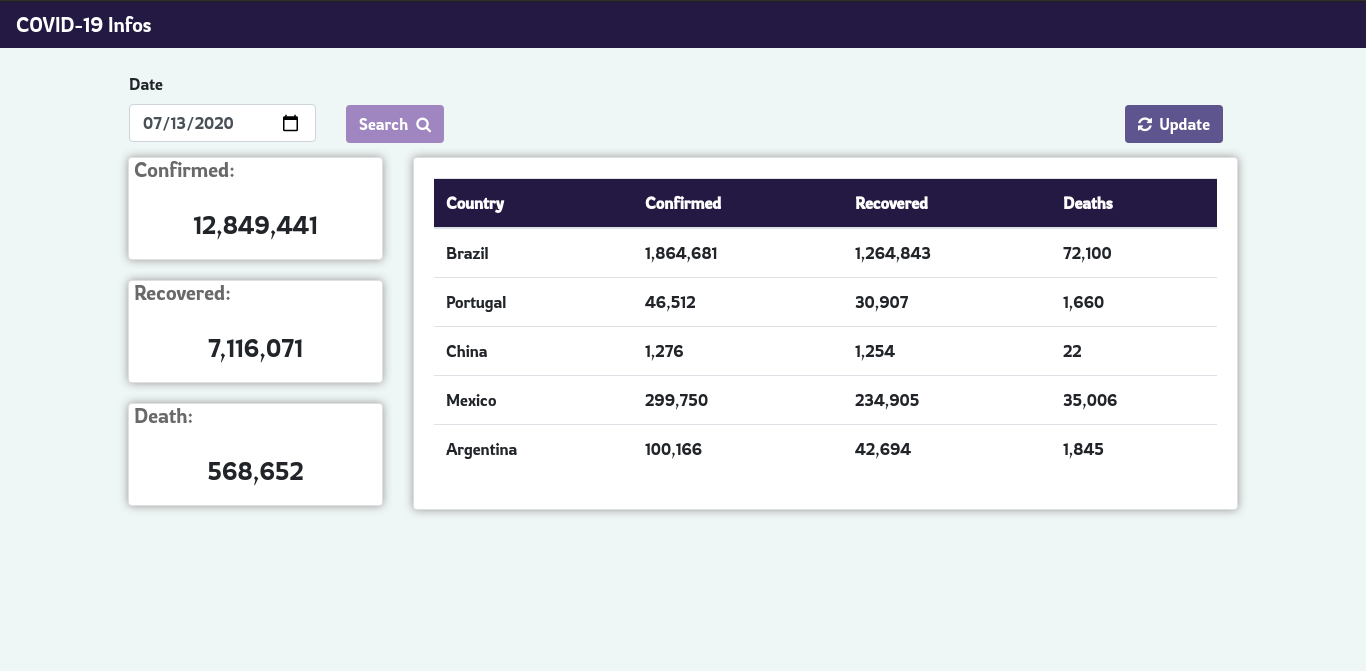 COVID-19 Infos
Date
07/13/2020
Search
Update
Confirmed:
12,849,441
Recovered:
7,116,071
Death:
568,652
Country Confirmed Recovered Deaths
Brazil 1,864,681 1,264,843 72,100
Portugal 46,512 30,907 1,660
China 1,276 1,254 22
Mexico 299,750 234,905 35,006
Argentina 100,166 42,694 1,845